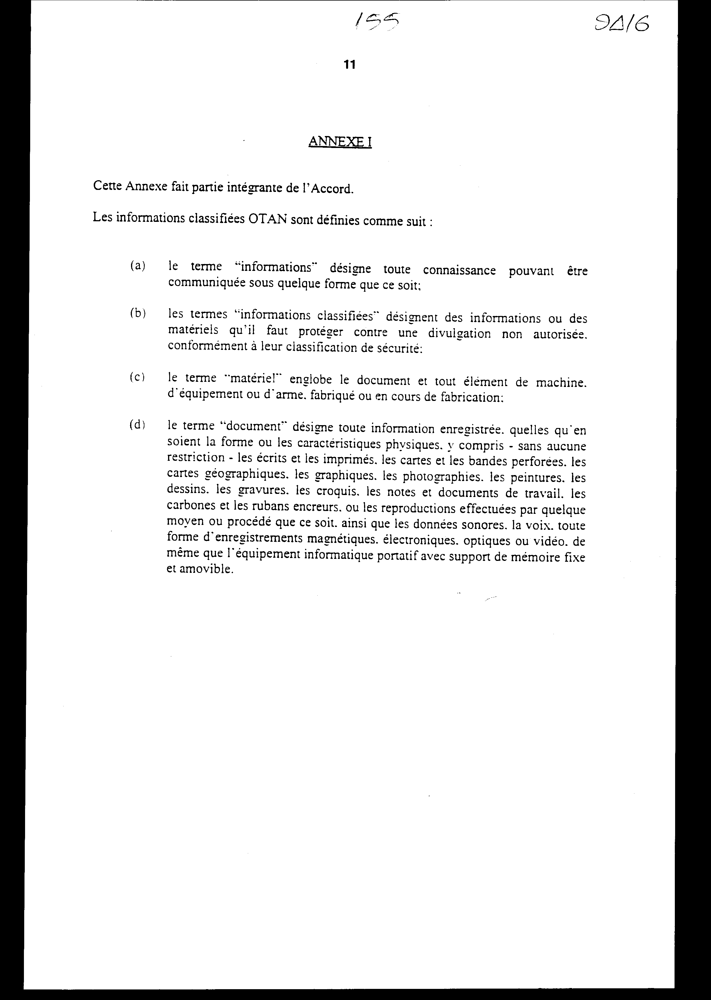 155
11
ANNEXE I
Cette Annexe fait partie intégrante de l'Accord.
Les informations classifiées OTAN sont définies comme suit :
(a) le terme "informations" désigne toute connaissance pouvant être
communiquée sous quelque forme que ce soit;
(b) les termes "informations classifiées" désignent des informations ou des
matériels qu'il faut protéger contre une divulgation non autorisée,
conformément à leur classification de sécurité;
(c) le terme "matériel" englobe le document et tout élément de machine,
d'équipement ou d'arme, fabriqué ou en cours de fabrication;
(d) le terme "document" désigne toute information enregistrée, quelles qu'en
soient la forme ou les caractéristiques physiques, y compris - sans aucune
restriction - les écrits et les imprimés, les cartes et les bandes perforées, les
cartes géographiques, les graphiques, les photographies, les peintures, les
dessins, les gravures, les croquis, les notes et documents de travail, les
carbones et les rubans encreurs, ou les reproductions effectuées par quelque
moyen ou procédé que ce soit, ainsi que les données sonores, la voix, toute
forme d'enregistrements magnétiques, électroniques, optiques ou vidéo, de
même que l'équipement informatique portatif avec support de mémoire fixe
et amovible.